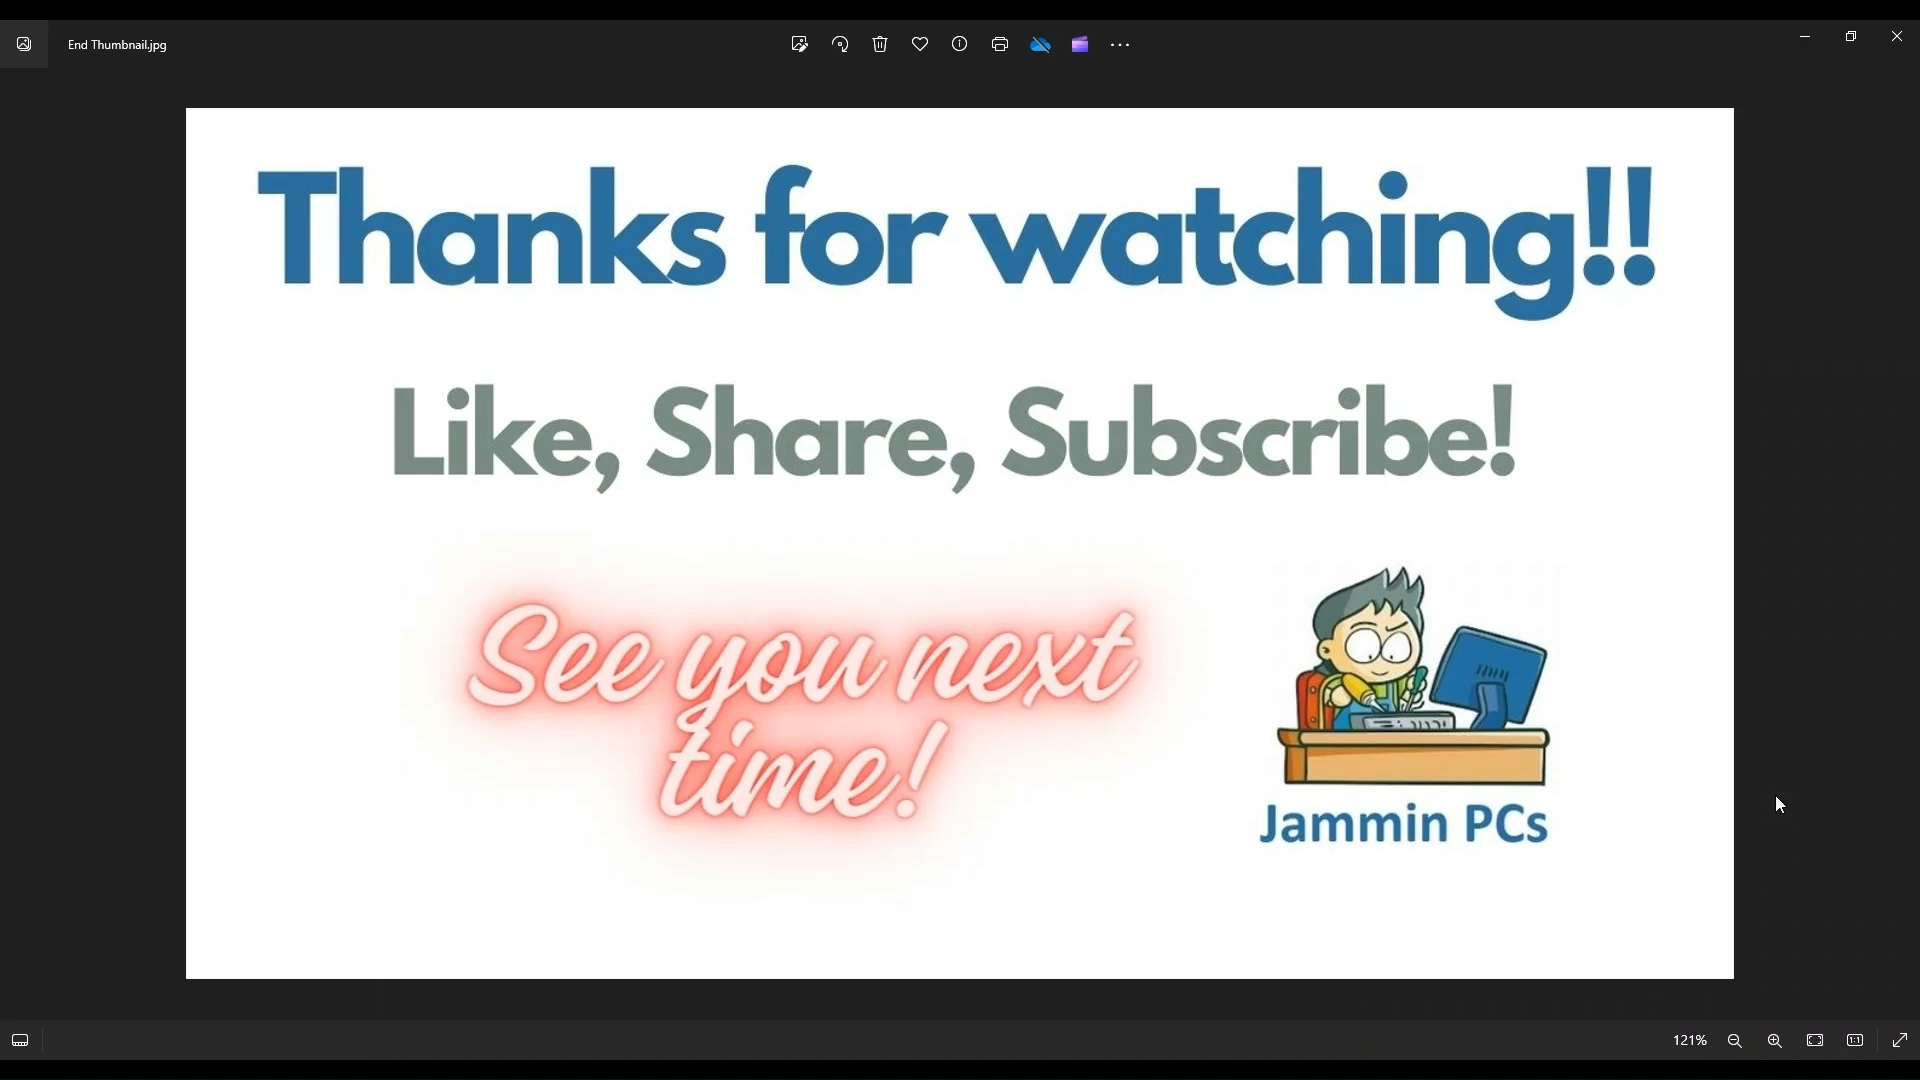 End Thumbnail.jpg
Thanks for watching!!
Like, Share, Subscribe!
See you next
time!
Jammin PCs
121%